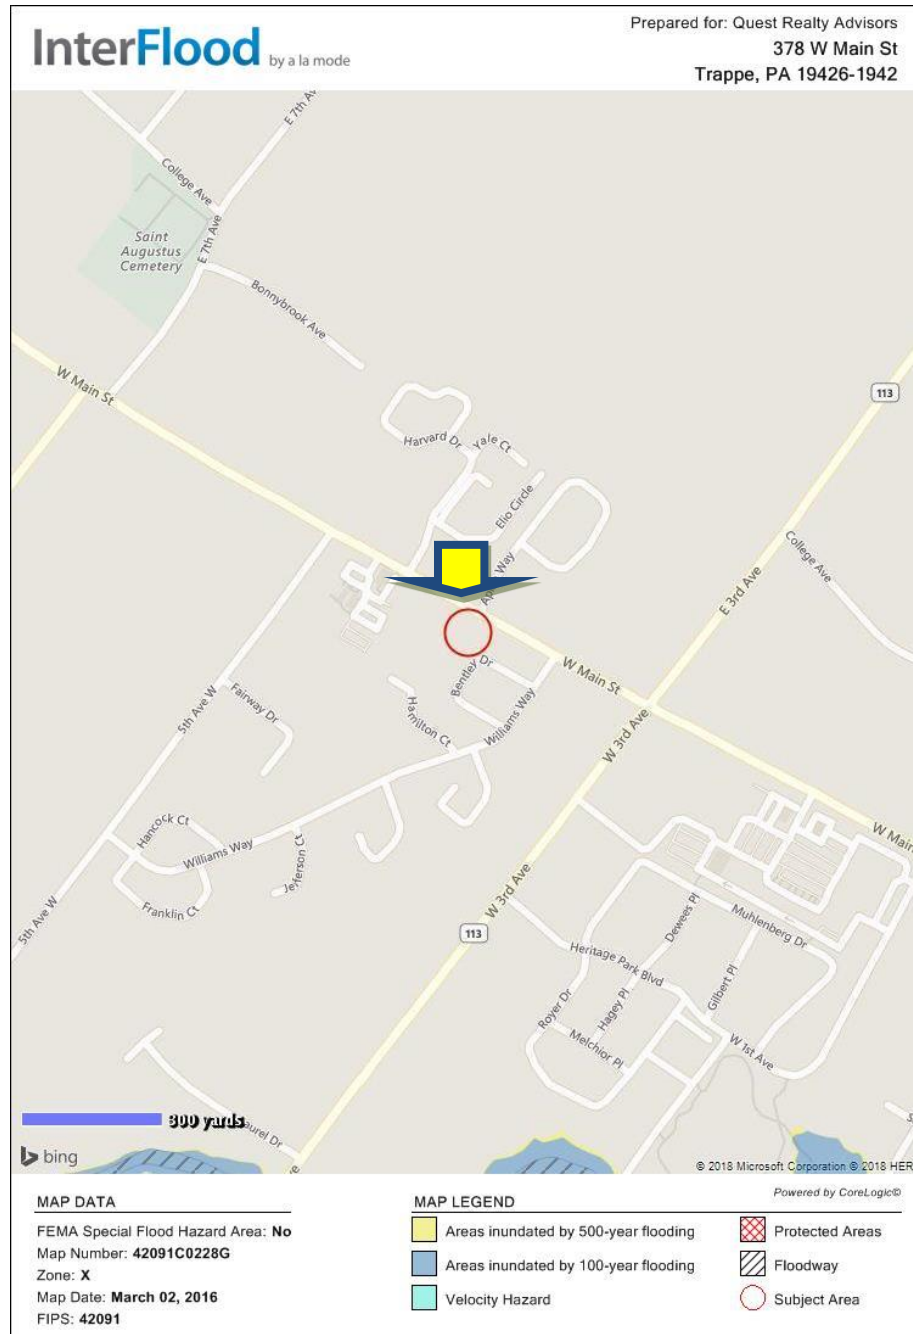 InterFlood by a la mode
Prepared for: Quest Realty Advisors
378 W Main St
Trappe, PA 19426-1942
E 7th Ave
College Ave
Saint
Augustus
Cemetery
E 7th Ave
Bonnybrook Ave
W Main St
113
Harvard Dr
Yale Ct
Elio Circle
Way
College Ave
E 3rd Ave
W Main St
Bentley Dr
5th Ave W
Fairway Dr
Hamilton Ct
Williams Way
W 3rd Ave
Hancock Ct
Williams Way
Jefferson Ct
Franklin Ct
5th Ave W
W Main
W 3rd Ave
113
Muhlenberg Dr
Dewees Pl
Heritage Park Blvd
Gilbert Pl
Royer Dr
Hagey Pl
Melchior Pl
W 1st Ave
300 yards
aurel Dr
bing
© 2018 Microsoft Corporation © 2018 HER
Powered by CoreLogic©
MAP DATA
FEMA Special Flood Hazard Area: No
Map Number: 42091C0228G
Zone: X
Map Date: March 02, 2016
FIPS: 42091
MAP LEGEND
Areas inundated by 500-year flooding
Areas inundated by 100-year flooding
Velocity Hazard
Protected Areas
Floodway
Subject Area